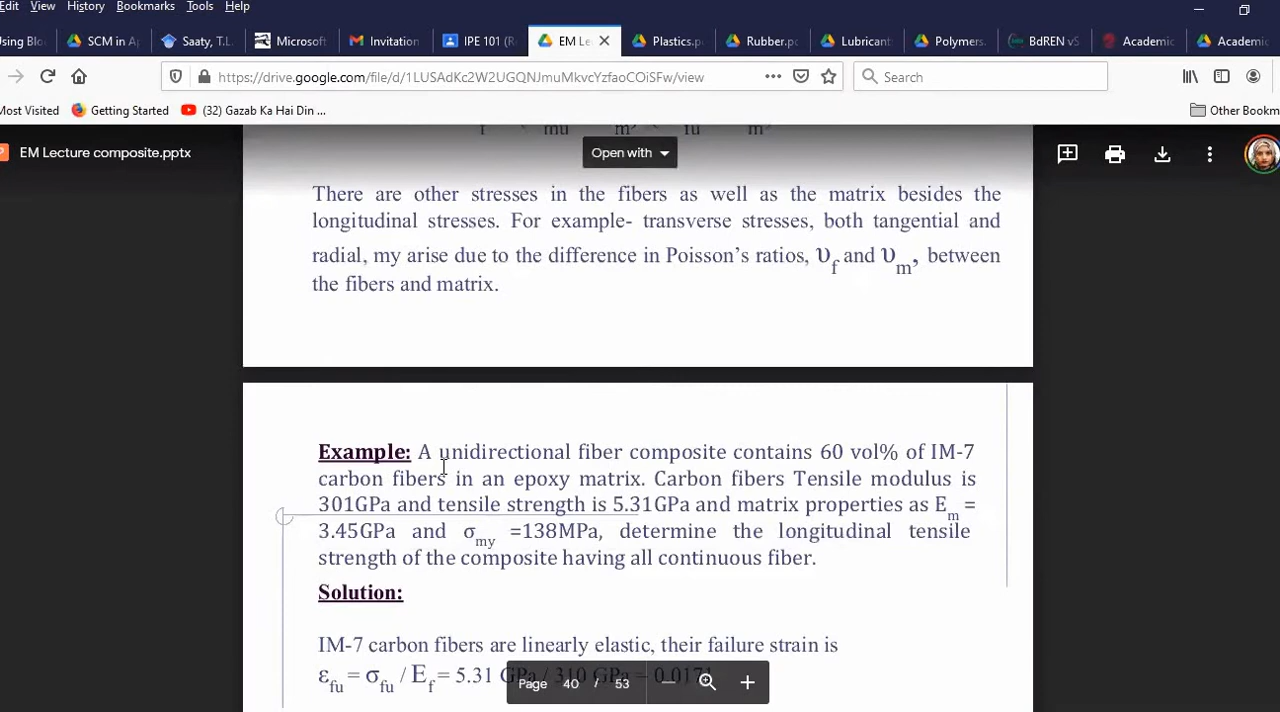 Edit View History Bookmarks Tools Help
SCM in Ap Saaty, T.L. Microsoft Invitation IPE 101 (R EM Le Plastics.p Rubber.pd Lubricant Polymers. BdREN vS Academic Academic
https://drive.google.com/file/d/1LUSAdKc2W2UGQNJmuMkvcYzfaoCOiSFw/view Search
Most Visited Getting Started (32) Gazab Ka Hai Din ... Other Bookm
EM Lecture composite.pptx
Open with
There are other stresses in the fibers as well as the matrix besides the
longitudinal stresses. For example- transverse stresses, both tangential and
radial, my arise due to the difference in Poisson's ratios, υf and υm, between
the fibers and matrix.
Example: A unidirectional fiber composite contains 60 vol% of IM-7
carbon fibers in an epoxy matrix. Carbon fibers Tensile modulus is
301GPa and tensile strength is 5.31GPa and matrix properties as Em =
3.45GPa and σmy =138MPa, determine the longitudinal tensile
strength of the composite having all continuous fiber.
Solution:
IM-7 carbon fibers are linearly elastic, their failure strain is
εfu = σfu / Ef = 5.31 GPa / 310 GPa = 0.0171
Page 40 / 53